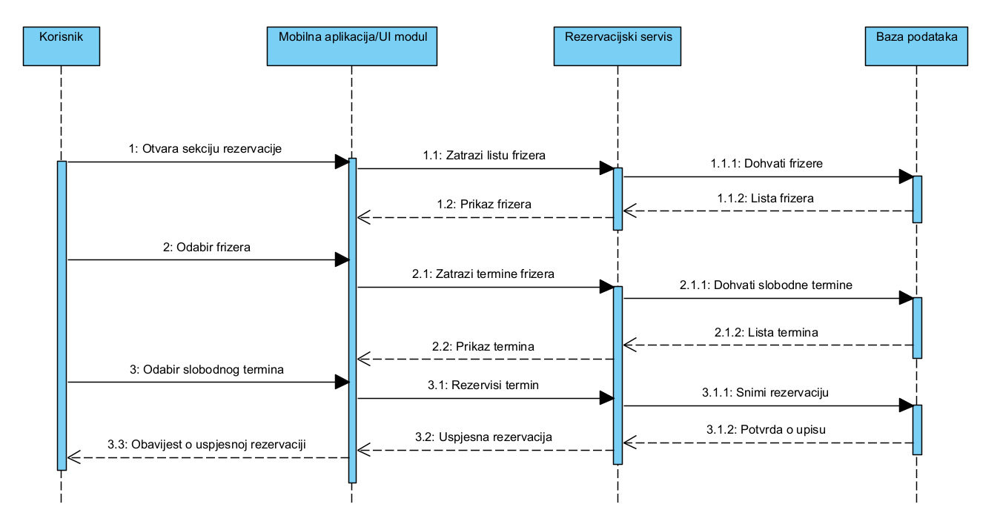 Korisnik
Mobilna aplikacija/UI modul
Rezervacijski servis
Baza podataka
1: Otvara sekciju rezervacije
1.1: Zatrazi listu frizera
1.1.1: Dohvati frizere
1.1.2: Lista frizera
1.2: Prikaz frizera
2: Odabir frizera
2.1: Zatrazi termine frizera
2.1.1: Dohvati slobodne termine
2.1.2: Lista termina
2.2: Prikaz termina
3: Odabir slobodnog termina
3.1: Rezervisi termin
3.1.1: Snimi rezervaciju
3.1.2: Potvrda o upisu
3.2: Uspjesna rezervacija
3.3: Obavijest o uspjesnoj rezervaciji